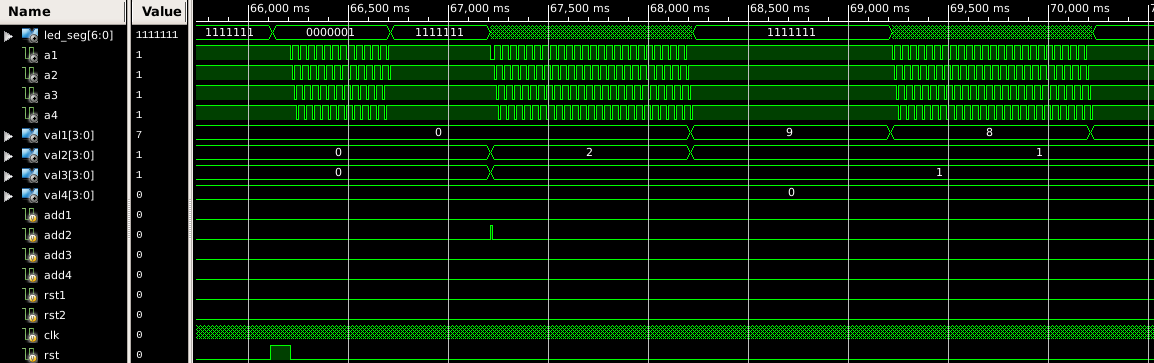 Name Value 66,000 ms 66,500 ms 67,000 ms 67,500 ms 68,000 ms 68,500 ms 69,000 ms 69,500 ms 70,000 ms
led_seg[6:0] 1111111 1111111 0000001 1111111 1111111
a1 1
a2 1
a3 1
a4 1
val1[3:0] 7 0 9 8
val2[3:0] 1 0 2 1
val3[3:0] 1 0 1
val4[3:0] 0 0
add1 0
add2 0
add3 0
add4 0
rst1 0
rst2 0
clk 0
rst 0